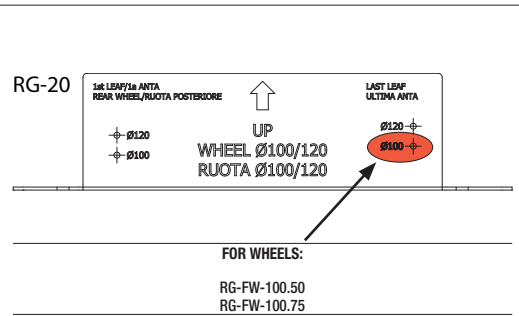 RG-20
1st LEAF/1a ANTA
REAR WHEEL/RUOTA POSTERIORE
LAST LEAF
ULTIMA ANTA
Ø120
Ø100
UP
WHEEL Ø100/120
RUOTA Ø100/120
Ø120
Ø100
FOR WHEELS:
RG-FW-100.50
RG-FW-100.75